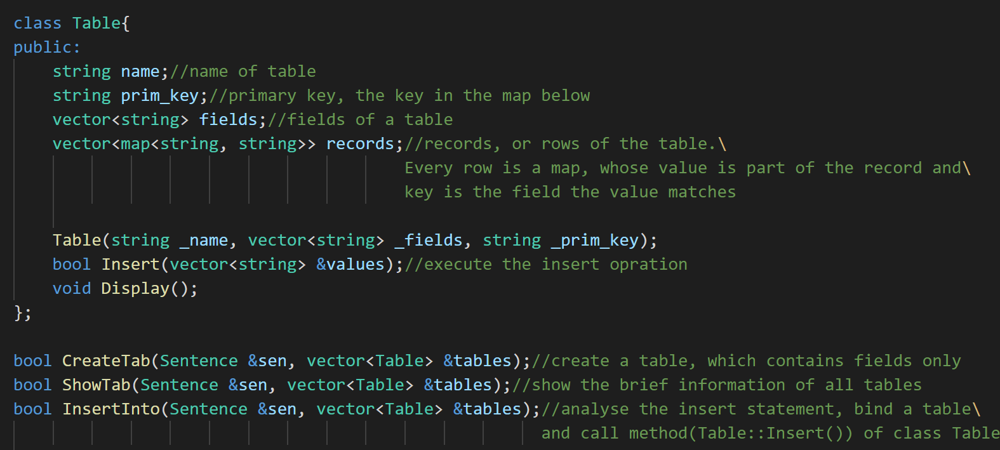 class Table{
public:
    string name;//name of table
    string prim_key;//primary key, the key in the map below
    vector<string> fields;//fields of a table
    vector<map<string, string>> records;//records, or rows of the table.\
                                    Every row is a map, whose value is part of the record and\
                                    key is the field the value matches

    Table(string _name, vector<string> _fields, string _prim_key);
    bool Insert(vector<string> &values);//execute the insert opration
    void Display();
};

bool CreateTab(Sentence &sen, vector<Table> &tables);//create a table, which contains fields only
bool ShowTab(Sentence &sen, vector<Table> &tables);//show the brief information of all tables
bool InsertInto(Sentence &sen, vector<Table> &tables);//analyse the insert statement, bind a table\
                                                      and call method(Table::Insert()) of class Table